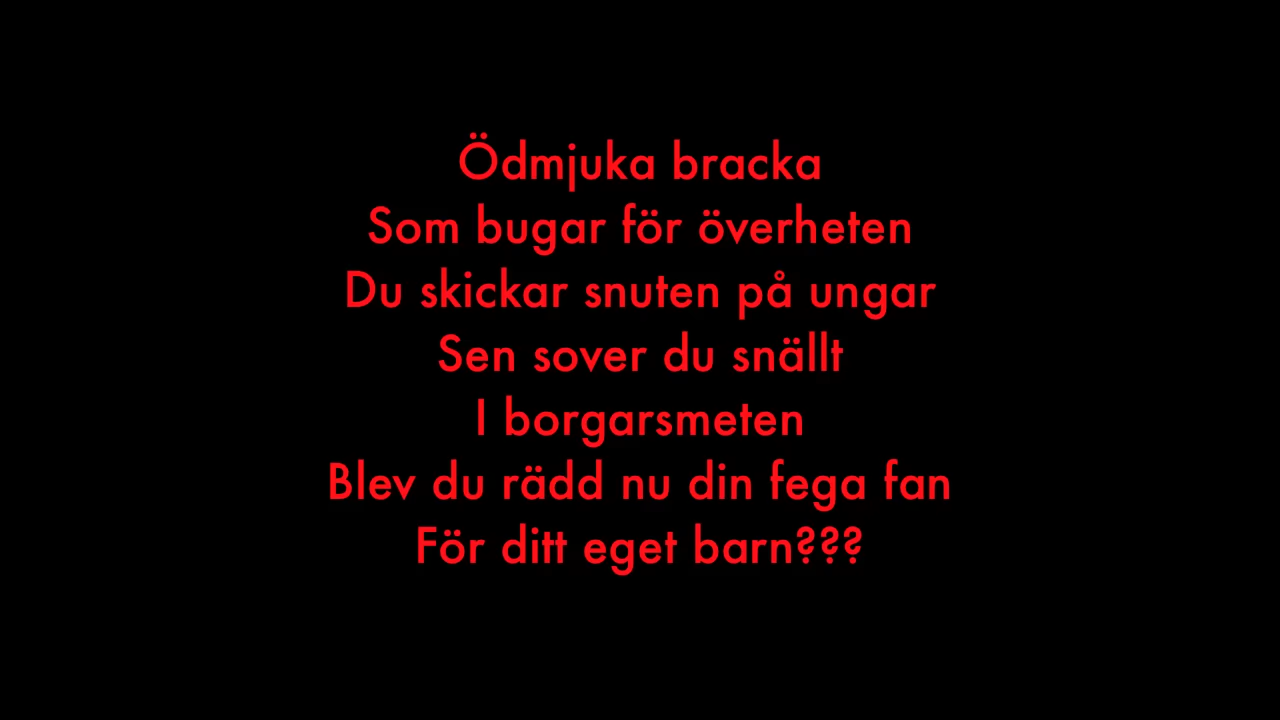 Ödmjuka bracka
Som bugar för överheten
Du skickar snuten på ungar
Sen sover du snällt
I borgarsmeten
Blev du rädd nu din fega fan
För ditt eget barn???